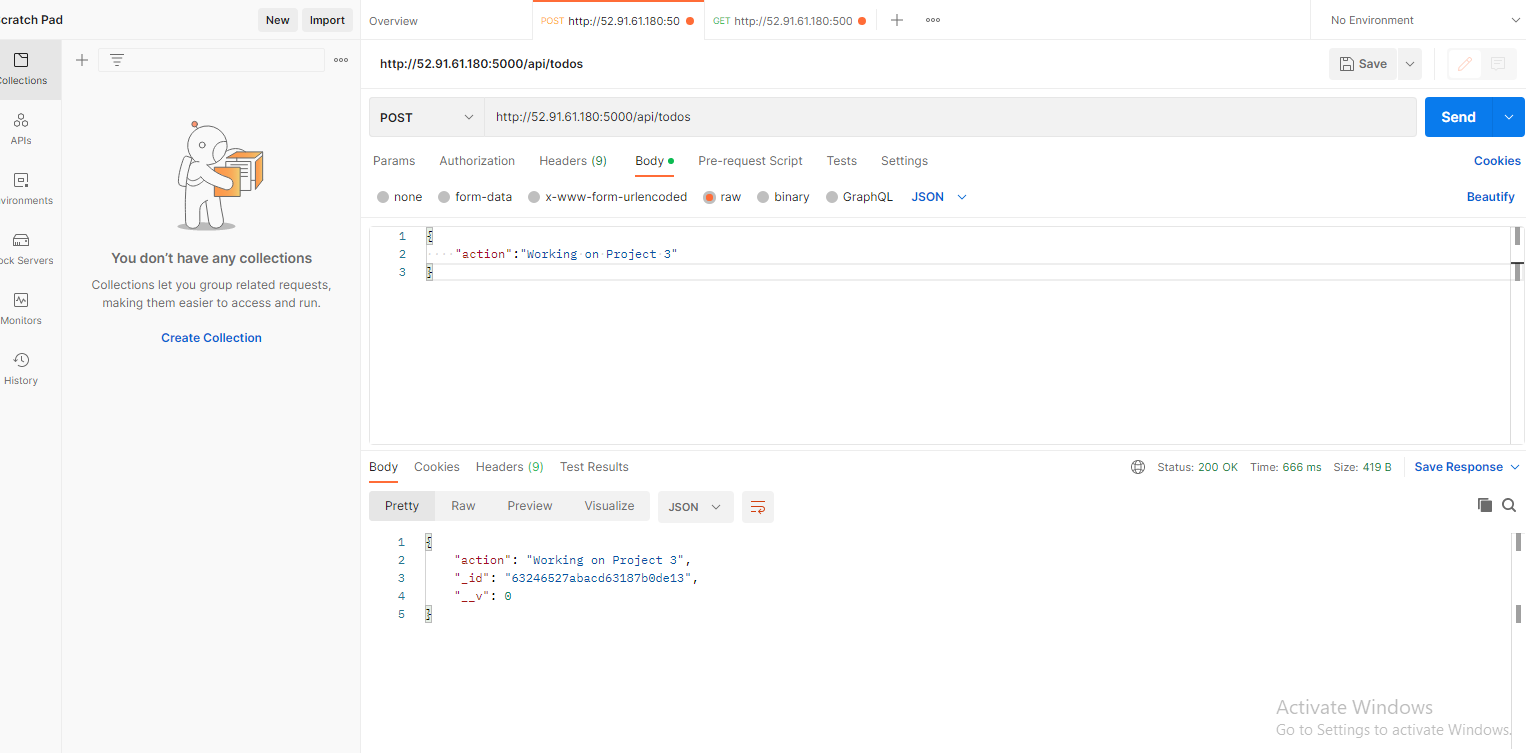 cratch Pad
New
Import
Overview
POST http://52.91.61.180:50
GET http://52.91.61.180:500
No Environment
ollections
APIs
vironments
ock Servers
Monitors
History
You don't have any collections
Collections let you group related requests,
making them easier to access and run.
Create Collection
http://52.91.61.180:5000/api/todos
Save
POST
http://52.91.61.180:5000/api/todos
Send
Params Authorization Headers (9) Body Pre-request Script Tests Settings
Cookies
none form-data x-www-form-urlencoded raw binary GraphQL JSON
Beautify
1 {
2 "action":"Working on Project 3"
3 }
Body Cookies Headers (9) Test Results
Status: 200 OK Time: 666 ms Size: 419 B
Save Response
Pretty Raw Preview Visualize JSON
1 {
2 "action": "Working on Project 3",
3 "_id": "63246527abacd63187b0de13",
4 "__v": 0
5 }
Activate Windows
Go to Settings to activate Windows.